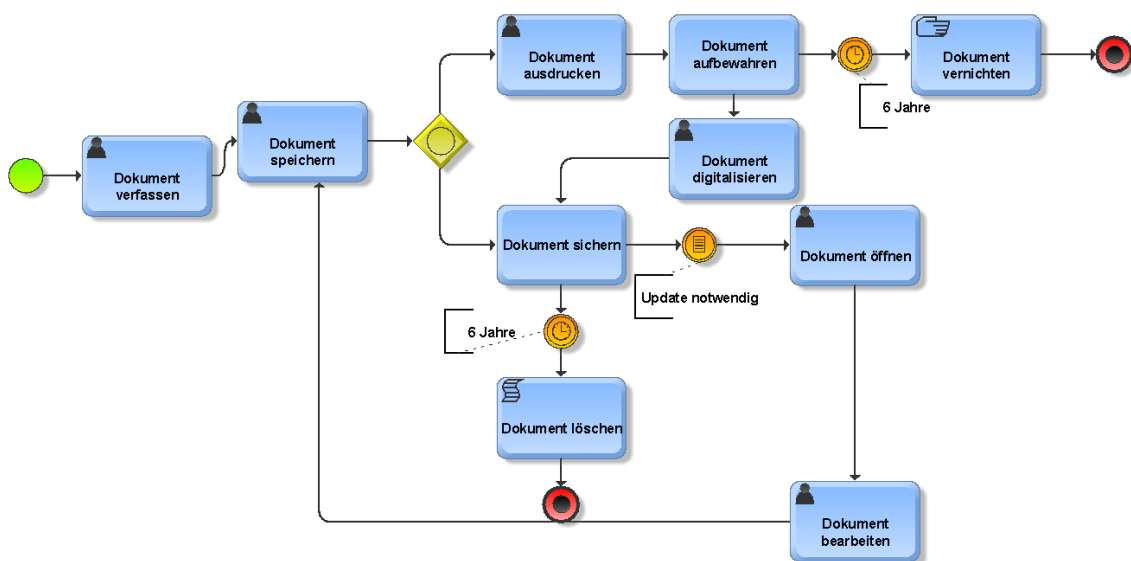 Dokument
ausdrucken
Dokument
aufbewahren
Dokument
vernichten
6 Jahre
Dokument
speichern
Dokument
verfassen
Dokument
digitalisieren
Dokument sichern
Dokument öffnen
Update notwendig
6 Jahre
Dokument löschen
Dokument
bearbeiten